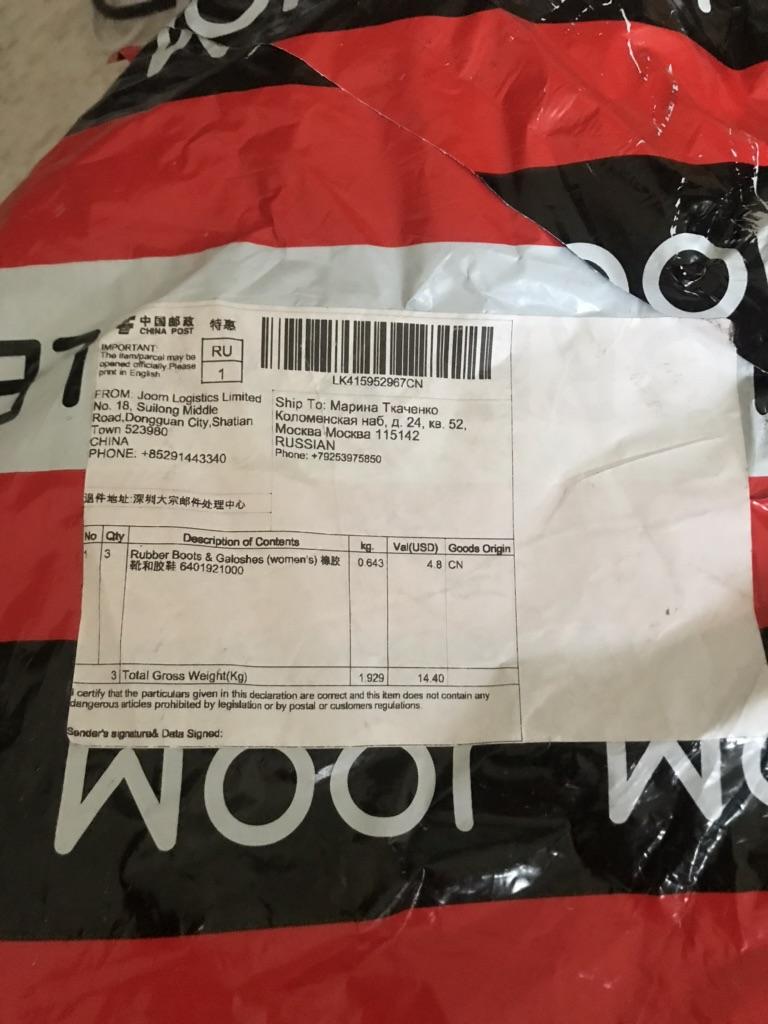 JOOM
中国邮政
CHINA POST
特惠
IMPORTANT
The item/parcel may be
opened officially.Please
print in English
RU
1
LK415952967CN
FROM: Joom Logistics Limited
No. 18, Suilong Middle
Road,Dongguan City,Shatian
Town 523980
CHINA
PHONE: +85291443340
Ship To: Марина Ткаченко
Коломенская наб, д. 24, кв. 52,
Москва Москва 115142
RUSSIAN
Phone: +79253975850
退件地址:深圳大宗邮件处理中心
No Qty Description of Contents kg. Val(USD) Goods Origin
1 3 Rubber Boots & Galoshes (women's) 橡胶 0.643 4.8 CN
靴和胶鞋 6401921000
3 Total Gross Weight(Kg) 1.929 14.40
I certify that the particulars given in this declaration are correct and this item does not contain any
dangerous articles prohibited by legislation or by postal or customers regulations.
Sender's signature& Data Signed:
JOOM